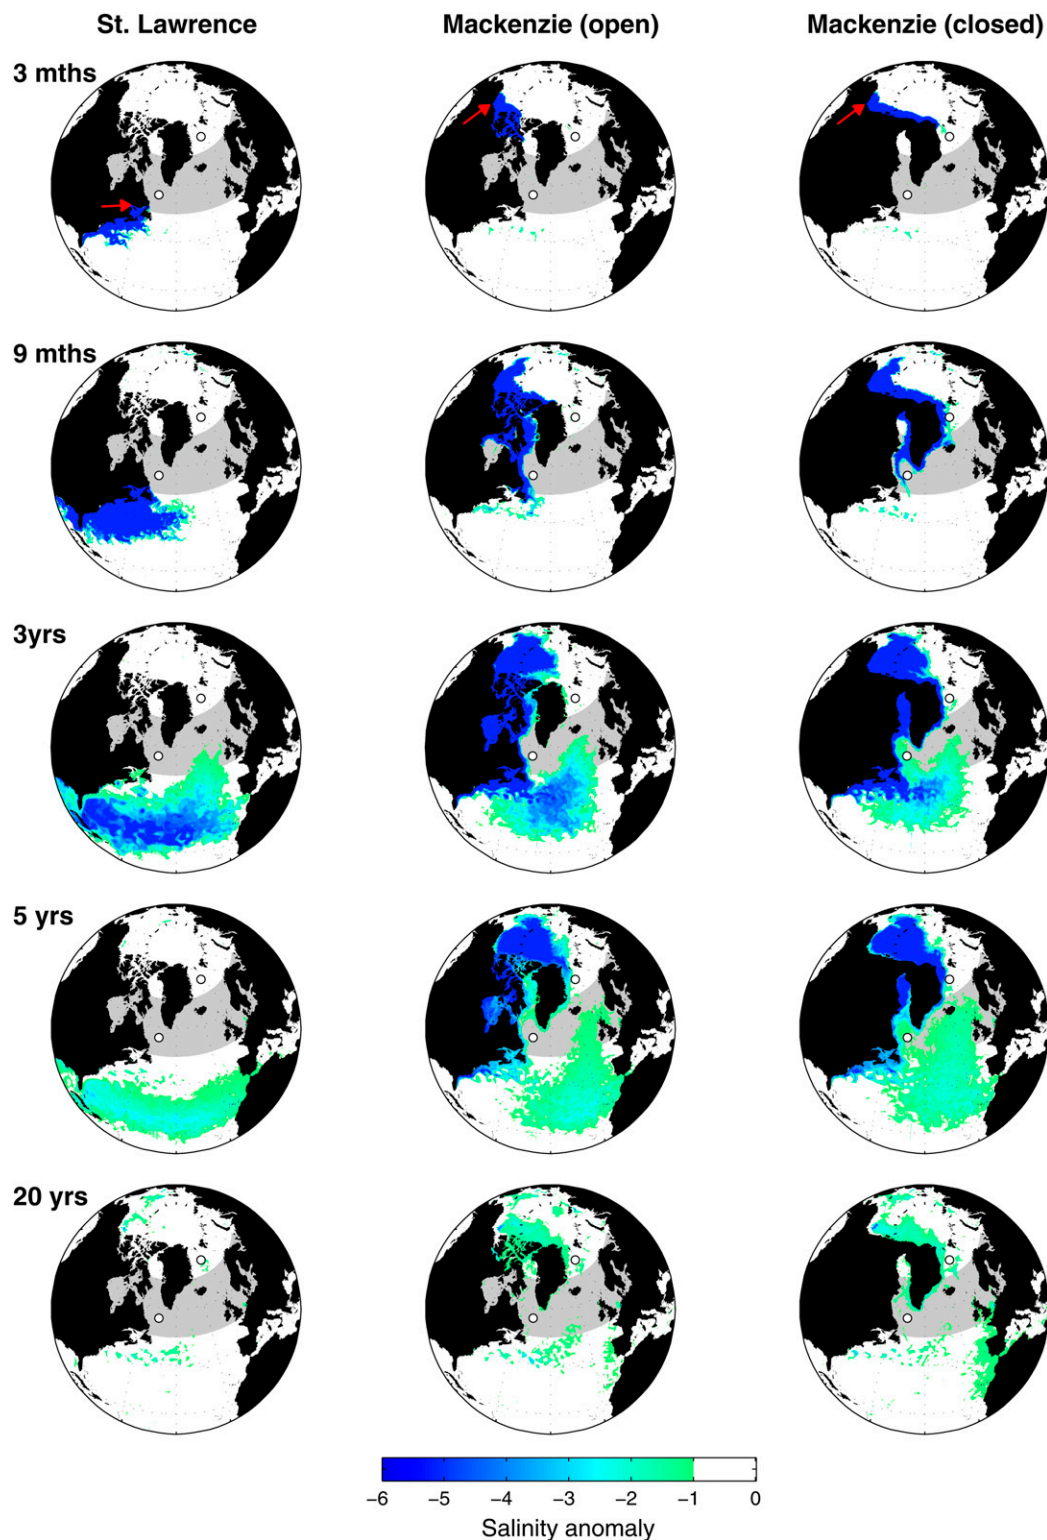 St. Lawrence Mackenzie (open) Mackenzie (closed)
3 mths
9 mths
3yrs
5 yrs
20 yrs
−6 −5 −4 −3 −2 −1 0
Salinity anomaly